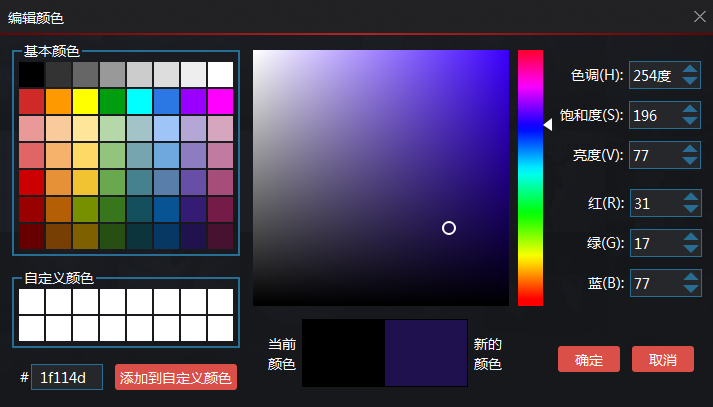 编辑颜色
基本颜色
自定义颜色
# 1f114d
添加到自定义颜色
当前
颜色
新的
颜色
色调(H): 254度
饱和度(S): 196
亮度(V): 77
红(R): 31
绿(G): 17
蓝(B): 77
确定
取消